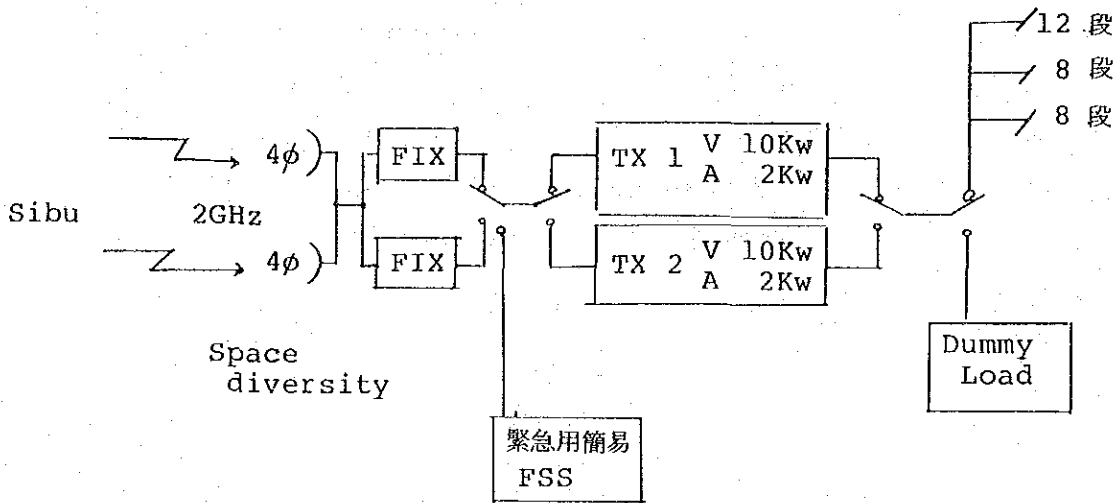 12 段
8 段
8 段
4φ
FIX
TX 1 V 10Kw
A 2Kw
Sibu
2GHz
4φ
FIX
TX 2 V 10Kw
A 2Kw
Space
diversity
Dummy
Load
緊急用簡易
FSS